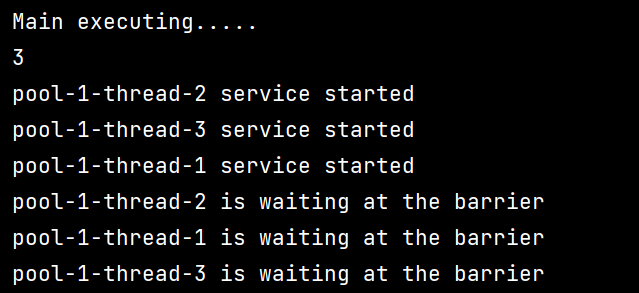 Main executing.....
3
pool-1-thread-2 service started
pool-1-thread-3 service started
pool-1-thread-1 service started
pool-1-thread-2 is waiting at the barrier
pool-1-thread-1 is waiting at the barrier
pool-1-thread-3 is waiting at the barrier